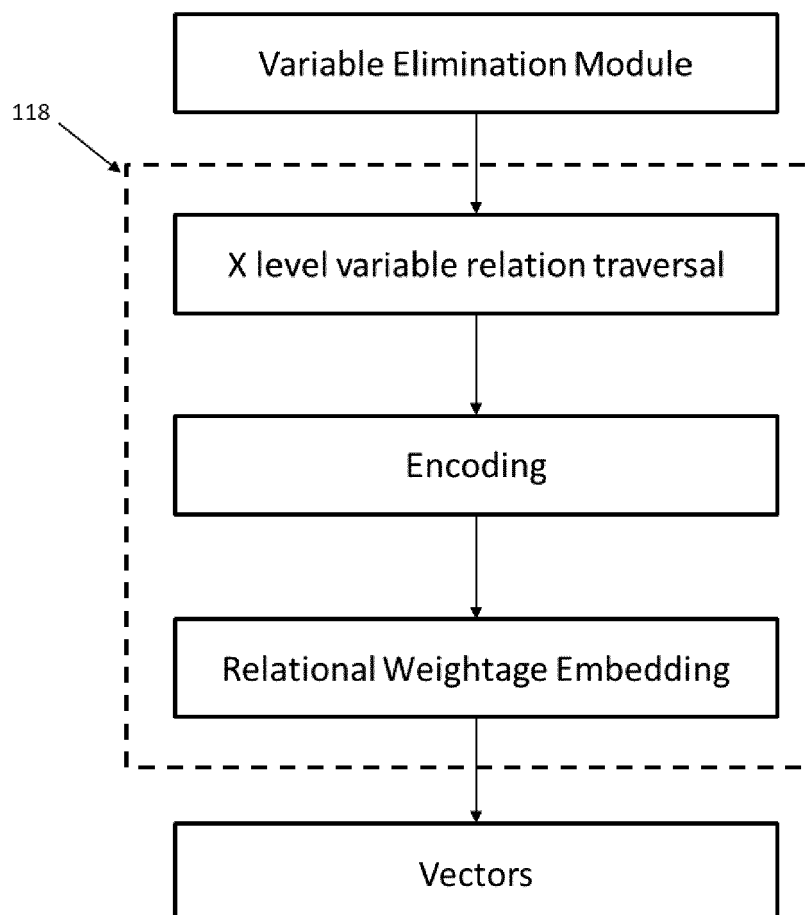 Variable Elimination Module
118
X level variable relation traversal
Encoding
Relational Weightage Embedding
Vectors